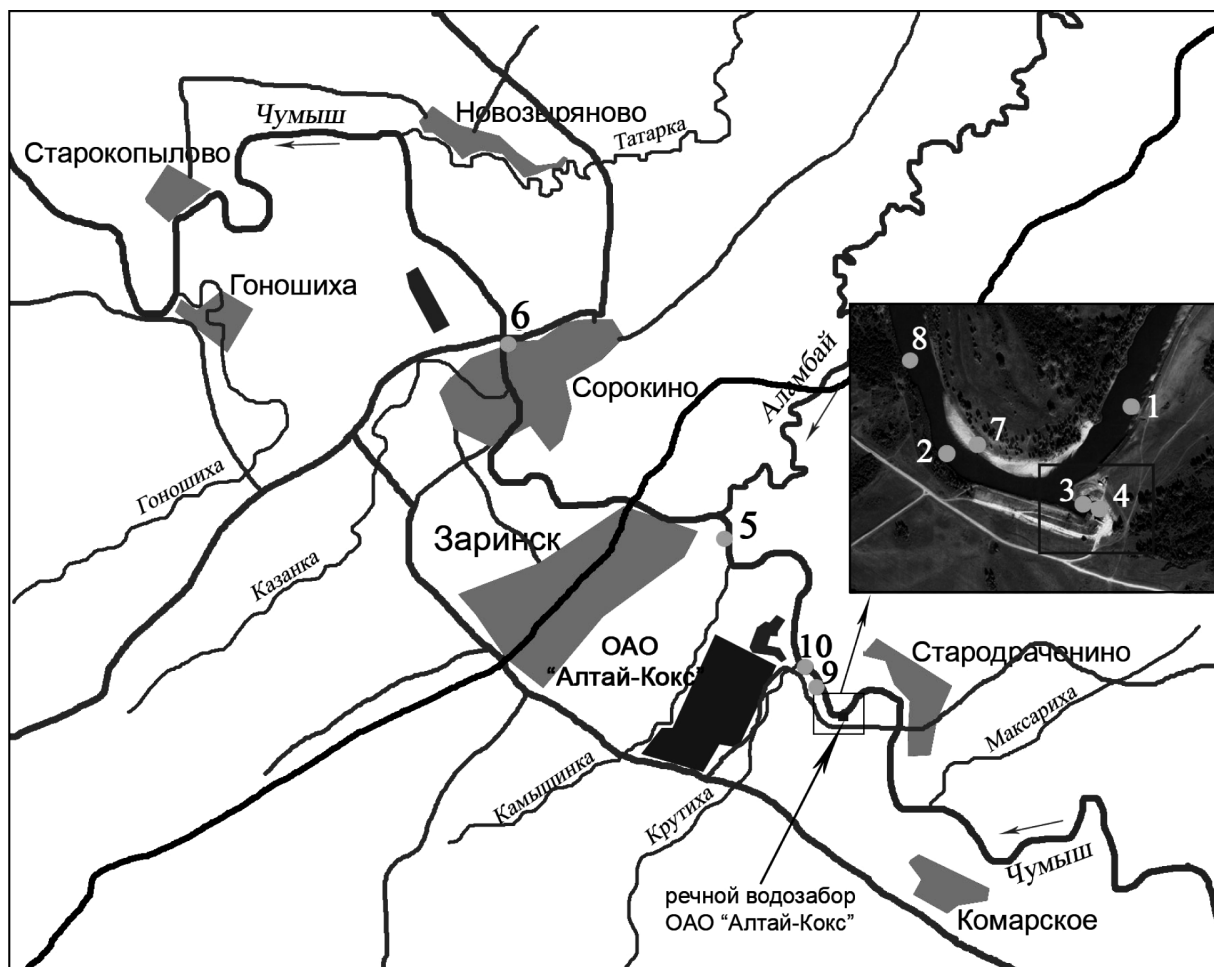 Новозыряново
Чумыш
Татарка
Старокопылово
Гоношиха
6
Сорокино
Аламбай
8
1
7
2
3
4
Гоношиха
Казанка
Заринск
5
ОАО
“Алтай-Кокс”
10
9
Стародраченино
Максариха
Камышинка
Крутиха
Чумыш
речной водозабор
ОАО “Алтай-Кокс”
Комарское